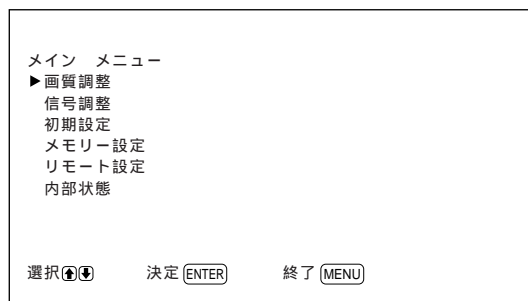 メイン メニュー
▶画質調整
信号調整
初期設定
メモリー設定
リモート設定
内部状態
選択⬆⬇ 決定 ENTER 終了 MENU